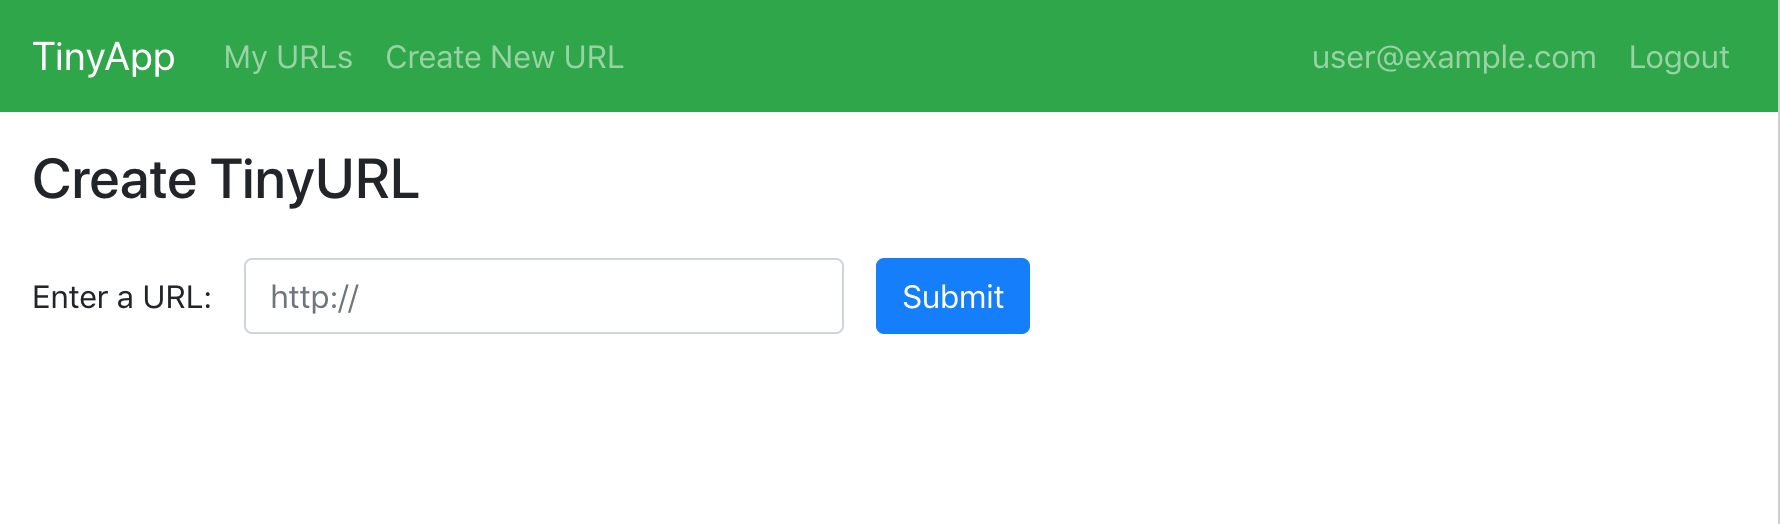 TinyApp My URLs Create New URL user@example.com Logout
Create TinyURL
Enter a URL: http:// Submit